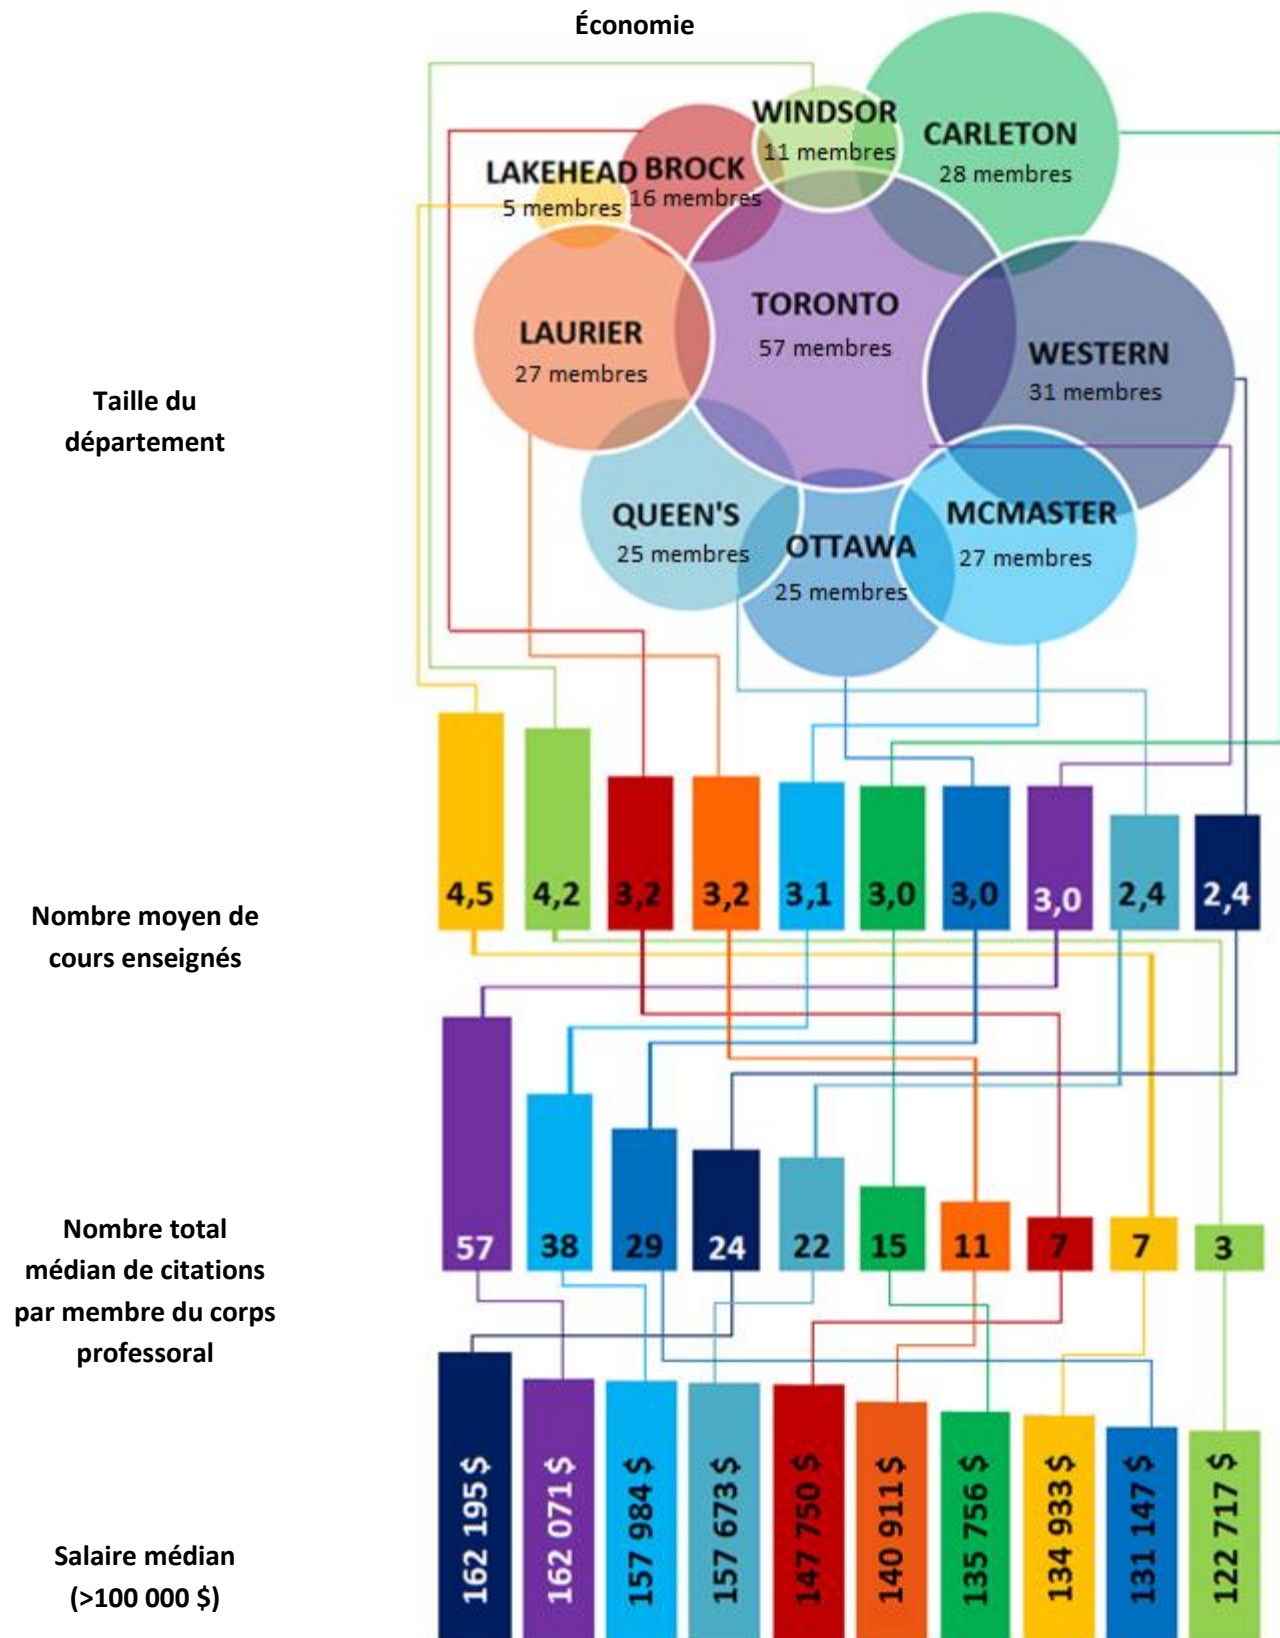 Économie
WINDSOR
11 membres
CARLETON
28 membres
LAKEHEAD
5 membres
BROCK
16 membres
TORONTO
57 membres
LAURIER
27 membres
WESTERN
31 membres
Taille du
département
QUEEN'S
25 membres
OTTAWA
25 membres
MCMASTER
27 membres
Nombre moyen de
cours enseignés
4,5
4,2
3,2
3,2
3,1
3,0
3,0
3,0
2,4
2,4
Nombre total
médian de citations
par membre du corps
professoral
57
38
29
24
22
15
11
7
7
3
Salaire médian
(>100 000 $)
162 195 $
162 071 $
157 984 $
157 673 $
147 750 $
140 911 $
135 756 $
134 933 $
131 147 $
122 717 $